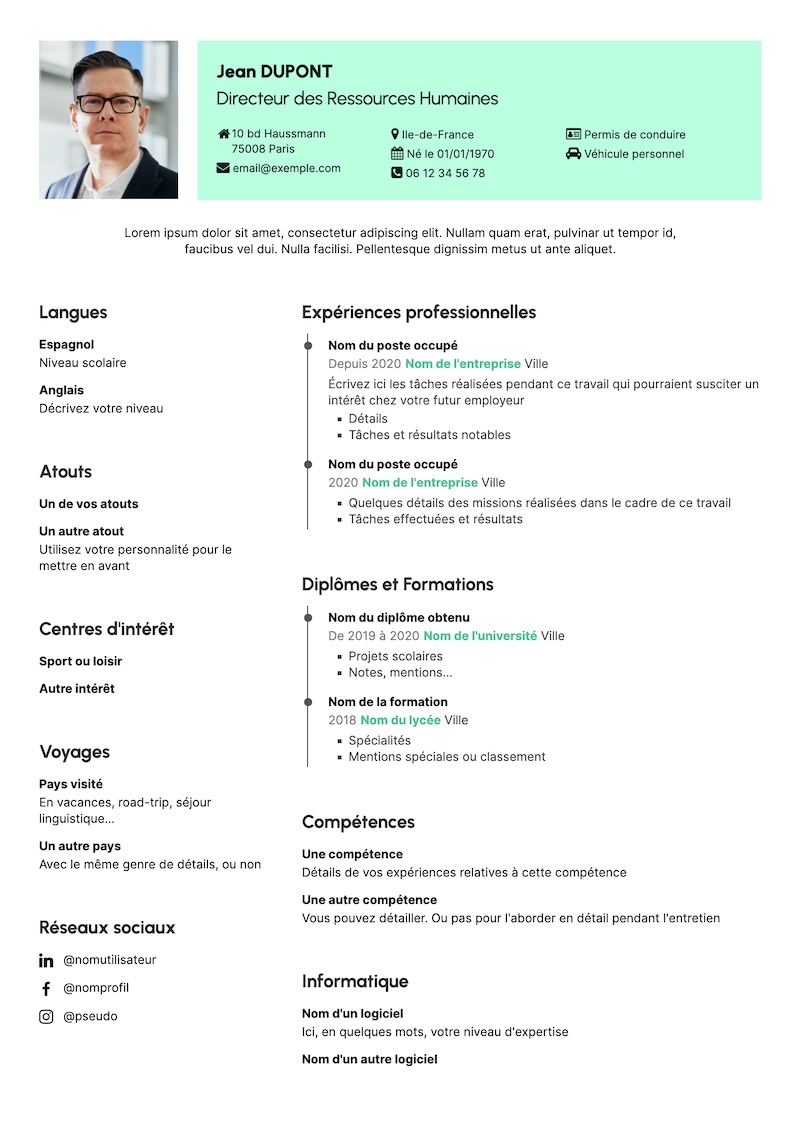 Jean DUPONT
Directeur des Ressources Humaines
10 bd Haussmann
75008 Paris
email@exemple.com
Ile-de-France
Né le 01/01/1970
06 12 34 56 78
Permis de conduire
Véhicule personnel
Lorem ipsum dolor sit amet, consectetur adipiscing elit. Nullam quam erat, pulvinar ut tempor id,
faucibus vel dui. Nulla facilisi. Pellentesque dignissim metus ut ante aliquet.
Langues
Espagnol
Niveau scolaire
Anglais
Décrivez votre niveau
Atouts
Un de vos atouts
Un autre atout
Utilisez votre personnalité pour le
mettre en avant
Centres d'intérêt
Sport ou loisir
Autre intérêt
Voyages
Pays visité
En vacances, road-trip, séjour
linguistique...
Un autre pays
Avec le même genre de détails, ou non
Réseaux sociaux
@nomutilisateur
@nomprofil
@pseudo
Expériences professionnelles
Nom du poste occupé
Depuis 2020 Nom de l'entreprise Ville
Écrivez ici les tâches réalisées pendant ce travail qui pourraient susciter un
intérêt chez votre futur employeur
▪ Détails
▪ Tâches et résultats notables
Nom du poste occupé
2020 Nom de l'entreprise Ville
▪ Quelques détails des missions réalisées dans le cadre de ce travail
▪ Tâches effectuées et résultats
Diplômes et Formations
Nom du diplôme obtenu
De 2019 à 2020 Nom de l'université Ville
▪ Projets scolaires
▪ Notes, mentions...
Nom de la formation
2018 Nom du lycée Ville
▪ Spécialités
▪ Mentions spéciales ou classement
Compétences
Une compétence
Détails de vos expériences relatives à cette compétence
Une autre compétence
Vous pouvez détailler. Ou pas pour l'aborder en détail pendant l'entretien
Informatique
Nom d'un logiciel
Ici, en quelques mots, votre niveau d'expertise
Nom d'un autre logiciel